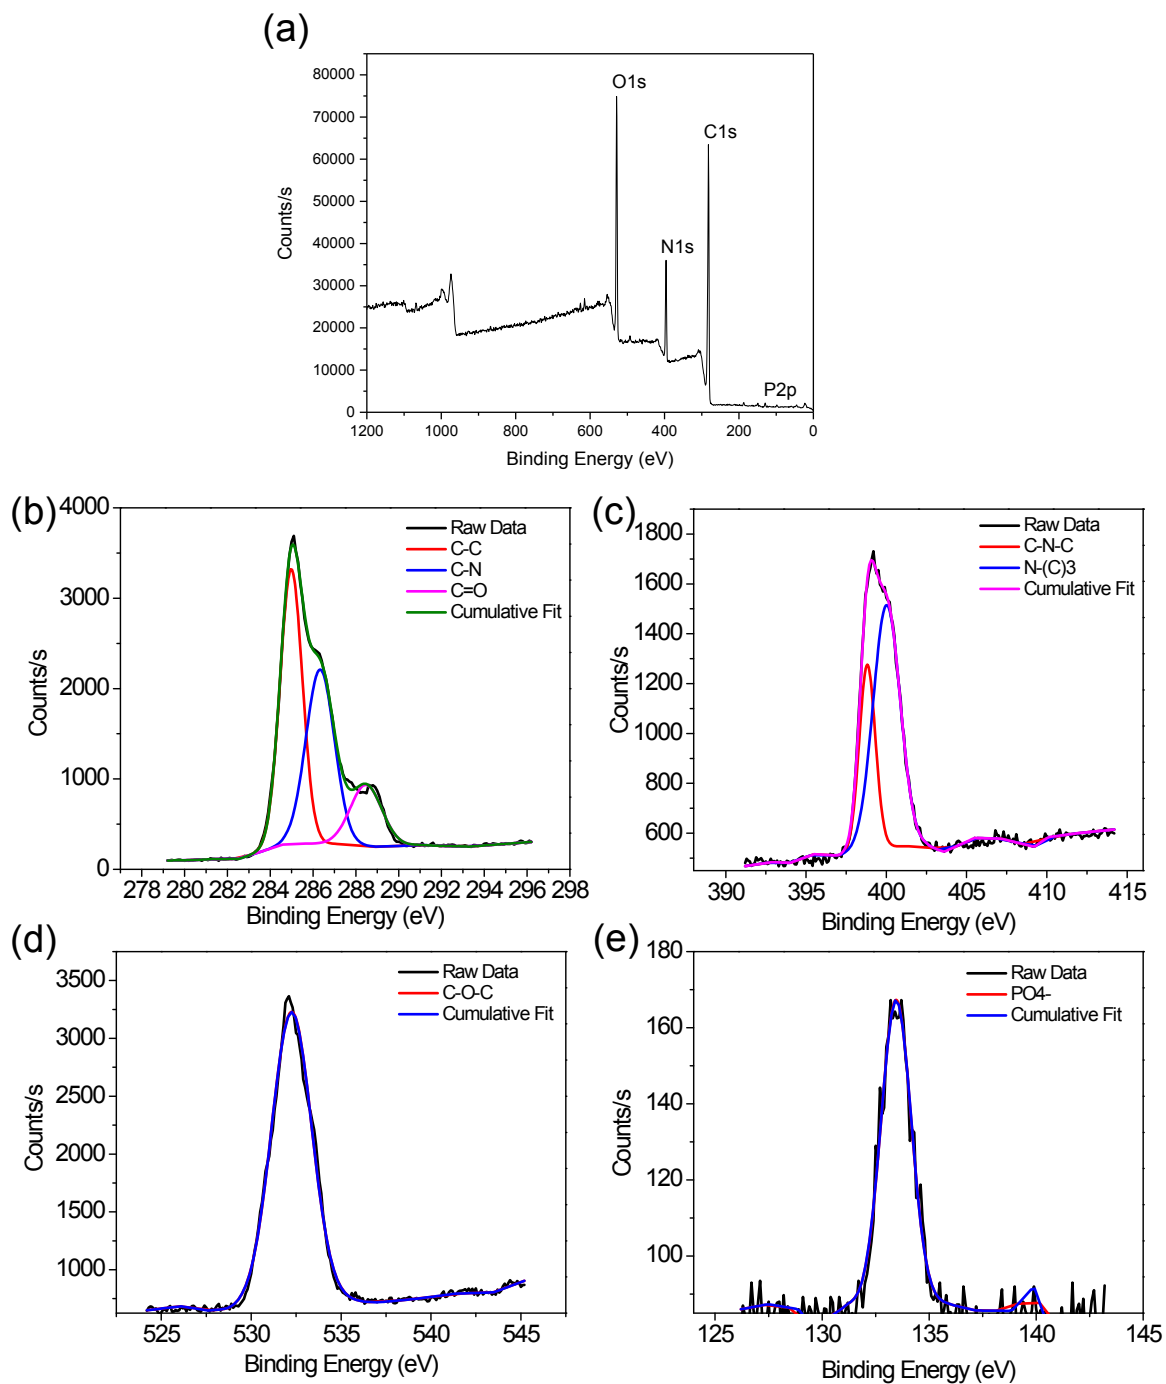 (a)
80000
70000
60000
50000
40000
30000
20000
10000
0
Counts/s
O1s
C1s
N1s
P2p
1200 1000 800 600 400 200 0
Binding Energy (eV)
(b)
4000
3000
2000
1000
0
Counts/s
Raw Data
C-C
C-N
C=O
Cumulative Fit
278 280 282 284 286 288 290 292 294 296 298
Binding Energy (eV)
(c)
1800
1600
1400
1200
1000
800
600
Counts/s
Raw Data
C-N-C
N-(C)3
Cumulative Fit
390 395 400 405 410 415
Binding Energy (eV)
(d)
3500
3000
2500
2000
1500
1000
Counts/s
Raw Data
C-O-C
Cumulative Fit
525 530 535 540 545
Binding Energy (eV)
(e)
180
160
140
120
100
Counts/s
Raw Data
PO4-
Cumulative Fit
125 130 135 140 145
Binding Energy (eV)